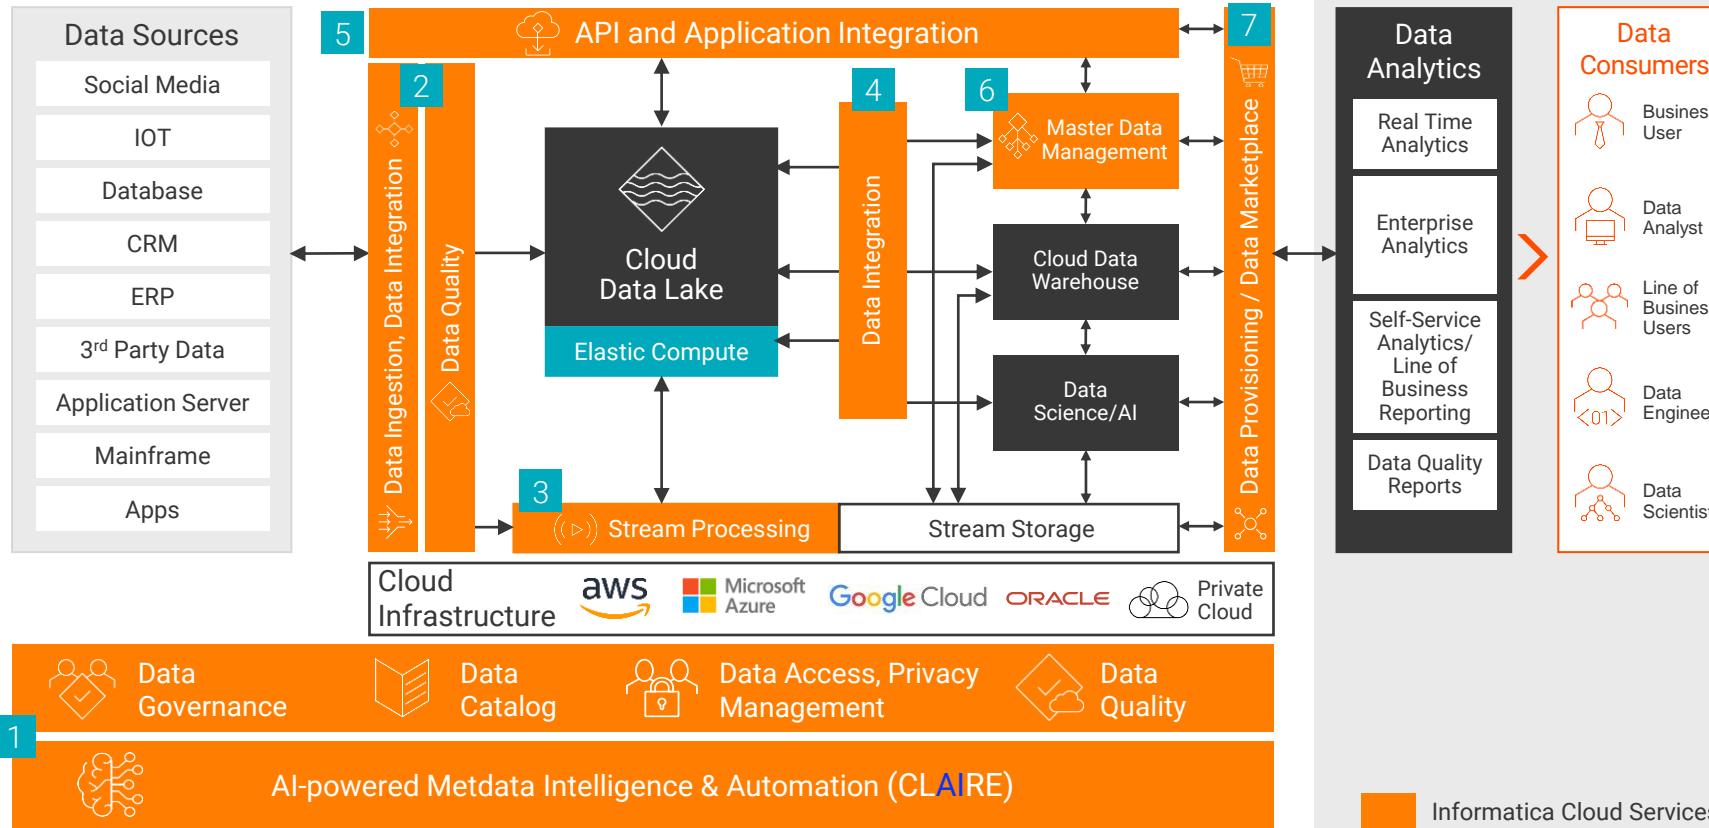 Data Sources
Social Media
IOT
Database
CRM
ERP
3rd Party Data
Application Server
Mainframe
Apps
5
API and Application Integration
7
2
Data Ingestion, Data Integration
Data Quality
Cloud
Data Lake
Elastic Compute
3
Stream Processing
Stream Storage
4
Data Integration
6
Master Data
Management
Cloud Data
Warehouse
Data
Science/AI
Data Provisioning / Data Marketplace
Data
Analytics
Real Time
Analytics
Enterprise
Analytics
Self-Service
Analytics/
Line of
Business
Reporting
Data Quality
Reports
Data
Consumers
Busines
User
Data
Analyst
Line of
Busines
Users
<01>
Data
Enginee
Data
Scientis
Cloud
Infrastructure
aws
Microsoft
Azure
Google Cloud
ORACLE
Private
Cloud
Data
Governance
Data
Catalog
Data Access, Privacy
Management
Data
Quality
1
AI-powered Metdata Intelligence & Automation (CLAIRE)
Informatica Cloud Services